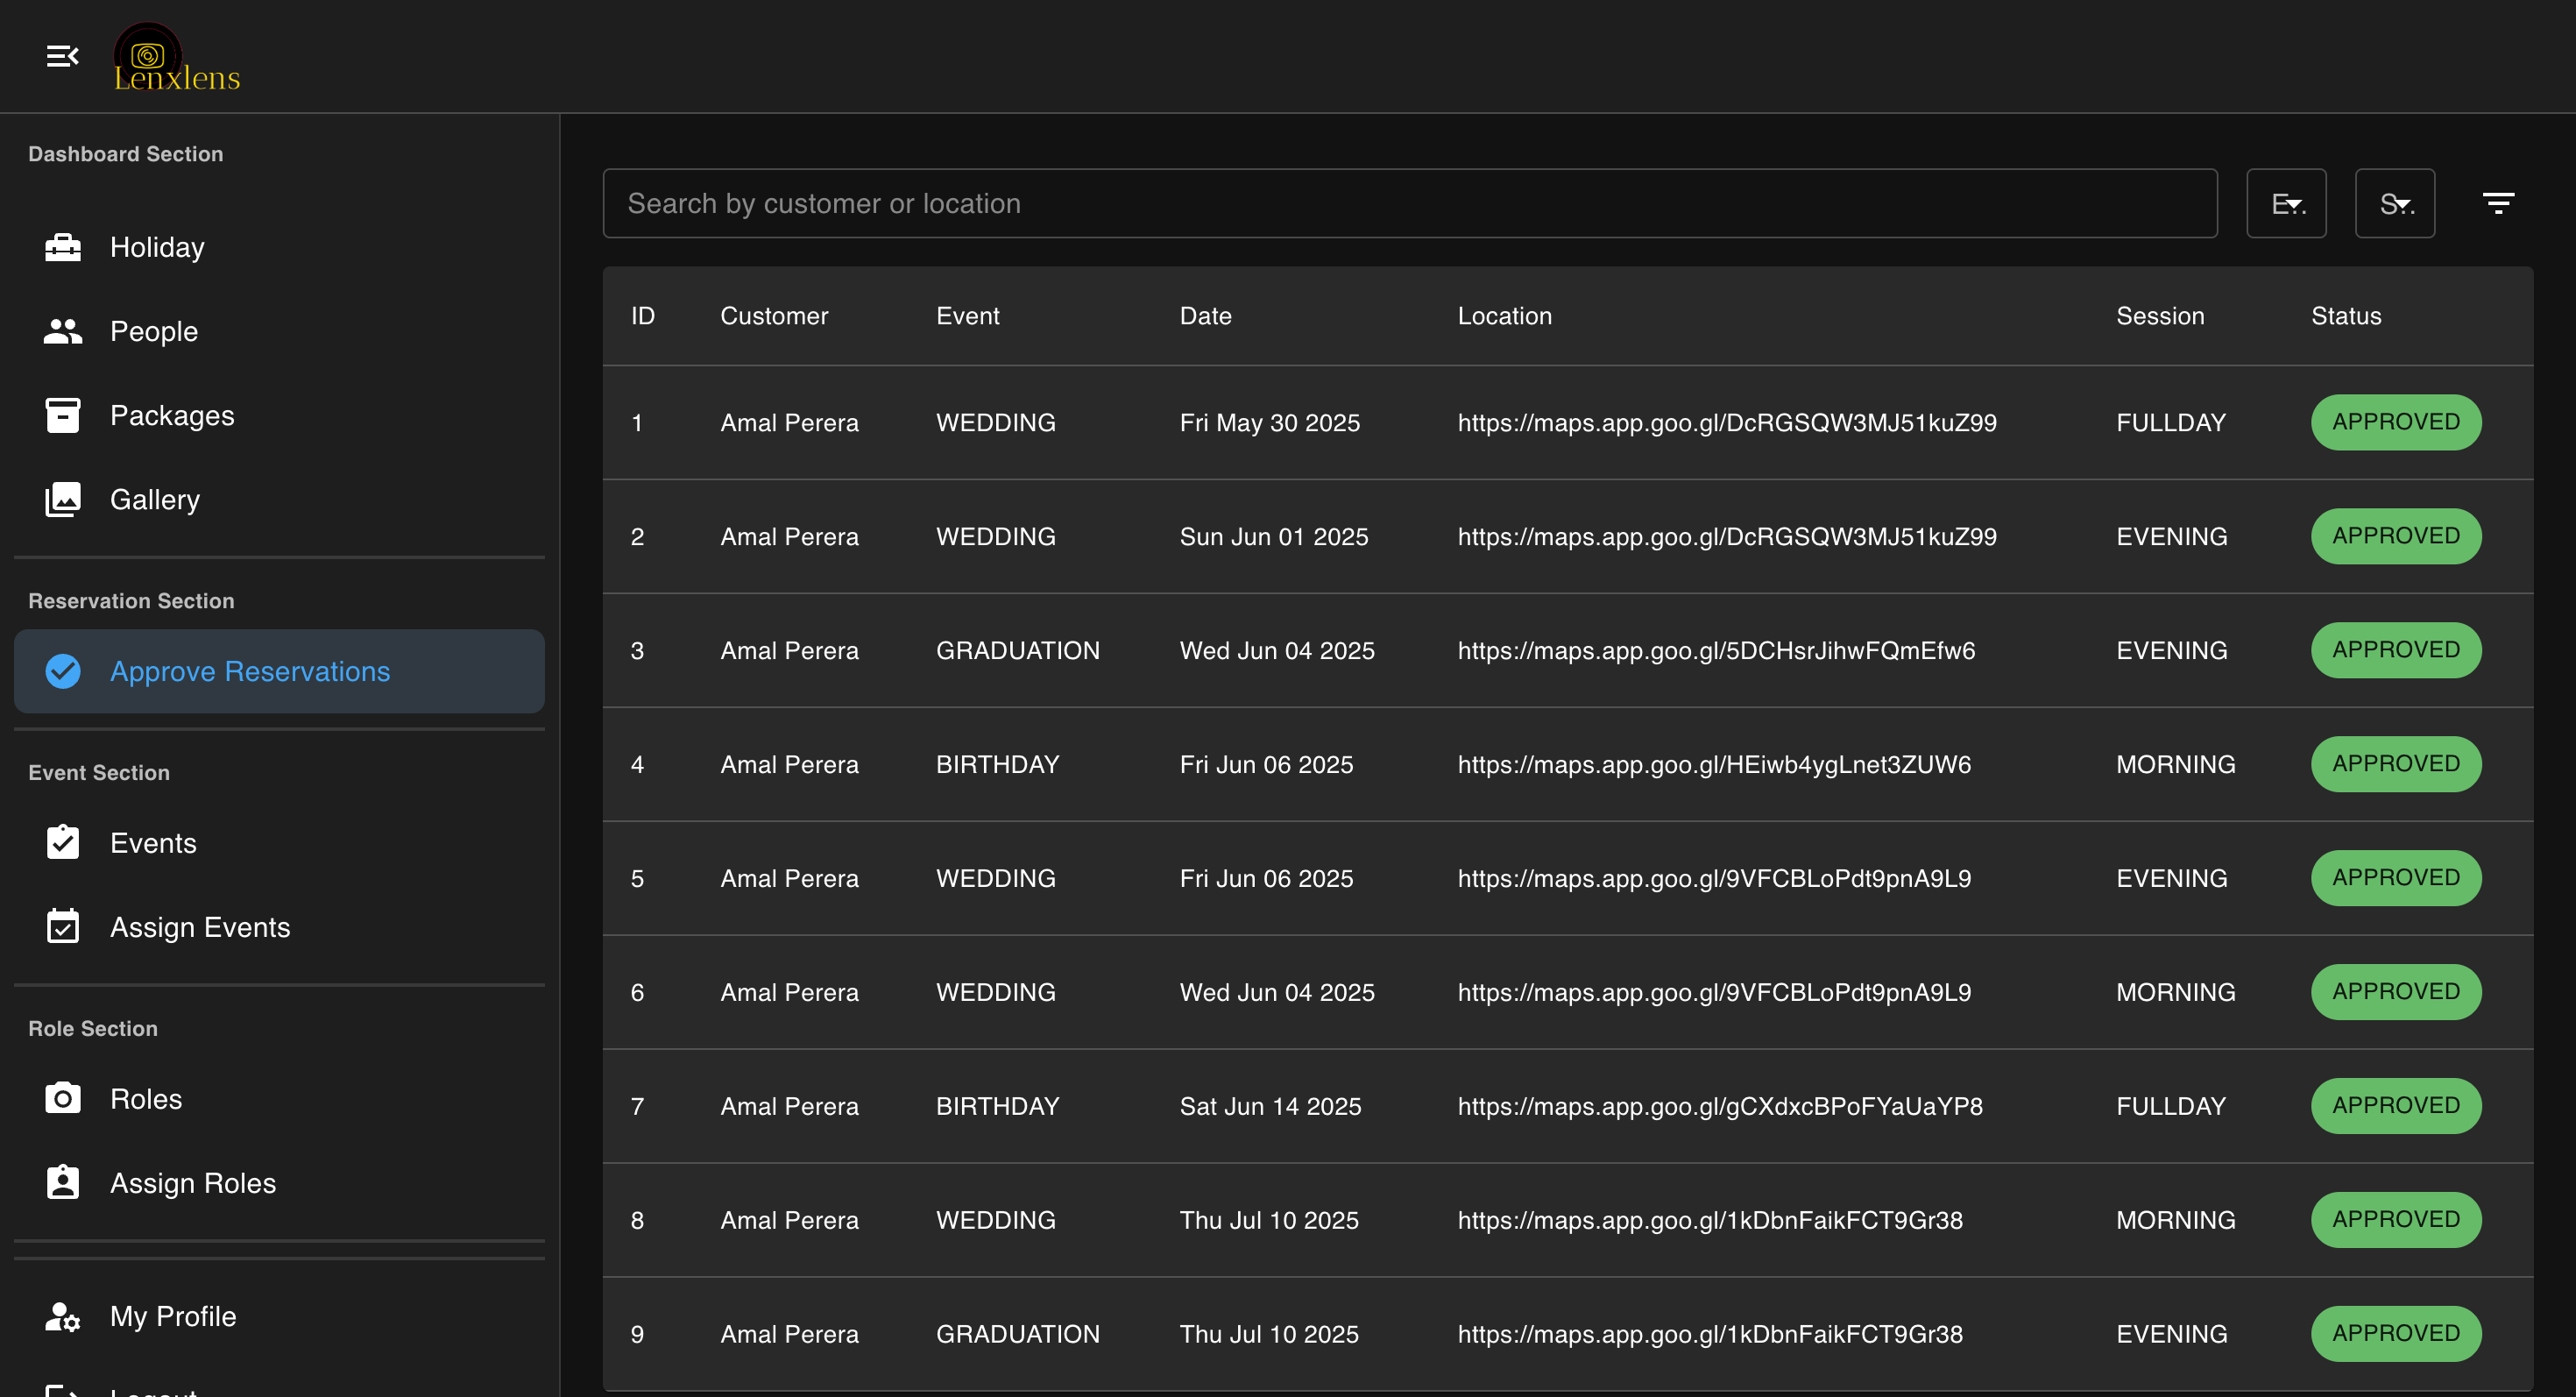 Lenxlens
Dashboard Section
Holiday
People
Packages
Gallery
Reservation Section
Approve Reservations
Event Section
Events
Assign Events
Role Section
Roles
Assign Roles
My Profile
Logout
Search by customer or location
E... S...
ID Customer Event Date Location Session Status
1 Amal Perera WEDDING Fri May 30 2025 https://maps.app.goo.gl/DcRGSQW3MJ51kuZ99 FULLDAY APPROVED
2 Amal Perera WEDDING Sun Jun 01 2025 https://maps.app.goo.gl/DcRGSQW3MJ51kuZ99 EVENING APPROVED
3 Amal Perera GRADUATION Wed Jun 04 2025 https://maps.app.goo.gl/5DCHsrJihwFQmEfw6 EVENING APPROVED
4 Amal Perera BIRTHDAY Fri Jun 06 2025 https://maps.app.goo.gl/HEiwb4ygLnet3ZUW6 MORNING APPROVED
5 Amal Perera WEDDING Fri Jun 06 2025 https://maps.app.goo.gl/9VFCBLoPdt9pnA9L9 EVENING APPROVED
6 Amal Perera WEDDING Wed Jun 04 2025 https://maps.app.goo.gl/9VFCBLoPdt9pnA9L9 MORNING APPROVED
7 Amal Perera BIRTHDAY Sat Jun 14 2025 https://maps.app.goo.gl/gCXdxcBPoFYaUaYP8 FULLDAY APPROVED
8 Amal Perera WEDDING Thu Jul 10 2025 https://maps.app.goo.gl/1kDbnFaikFCT9Gr38 MORNING APPROVED
9 Amal Perera GRADUATION Thu Jul 10 2025 https://maps.app.goo.gl/1kDbnFaikFCT9Gr38 EVENING APPROVED